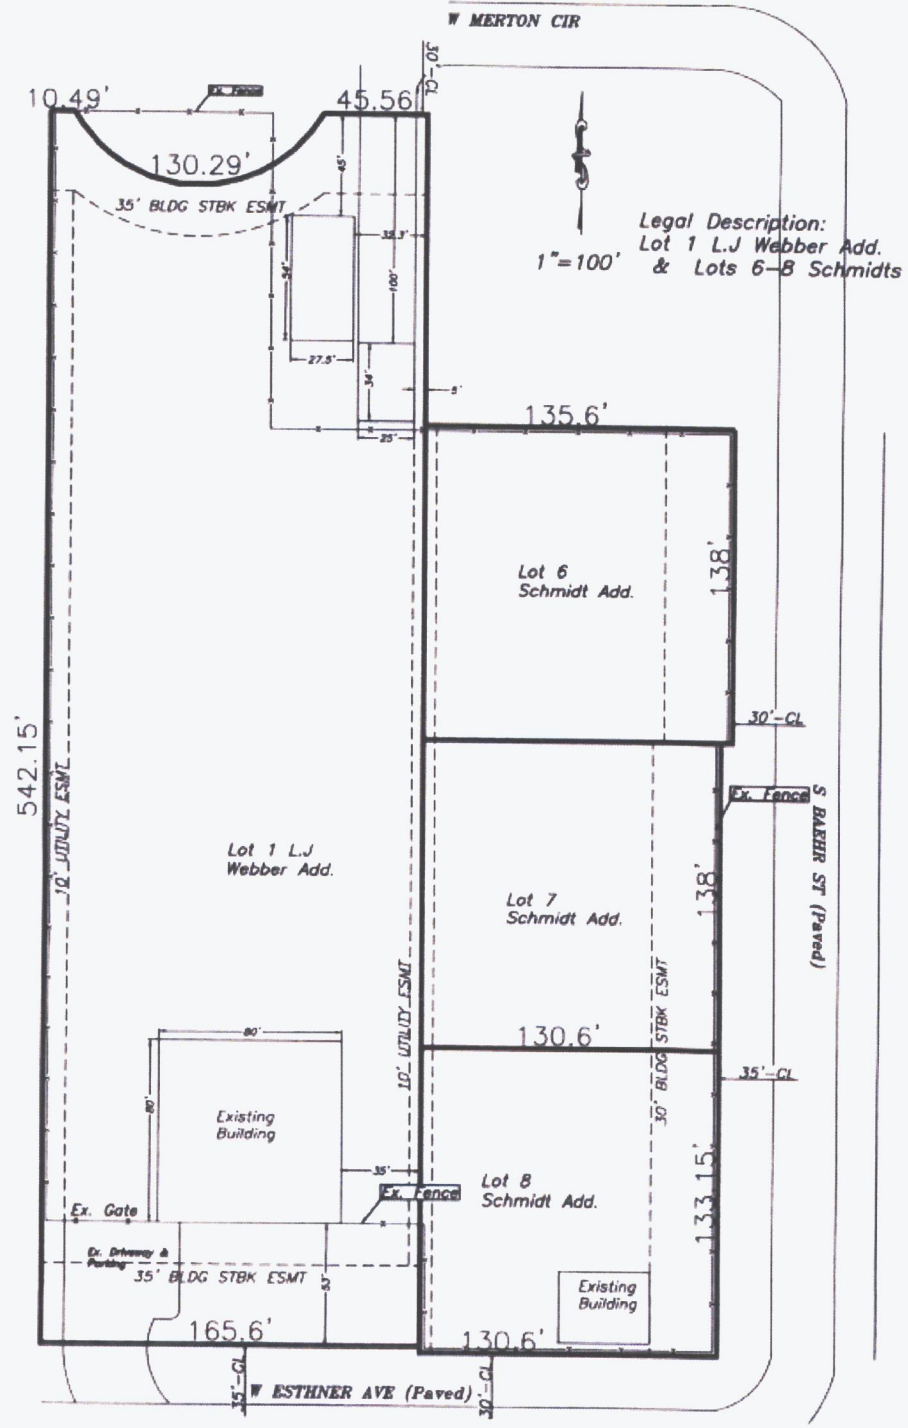 W MERTON CIR
30'-CL
10.49'
Ex. Fence
45.56'
130.29'
35' BLDG STBK ESMT
45'
39.3'
54'
100'
27.5'
34'
5'
25'
Legal Description:
Lot 1 L.J Webber Add.
& Lots 6-8 Schmidts
1"=100'
135.6'
138'
Lot 6
Schmidt Add.
30'-CL
542.15'
10' UTILITY ESMT
Ex. Fence
S BAEHR ST (Paved)
Lot 1 L.J
Webber Add.
138'
Lot 7
Schmidt Add.
10' UTILITY ESMT
30' BLDG STBK ESMT
130.6'
80'
80'
35'-CL
Existing
Building
35'
Ex. Fence
Lot 8
Schmidt Add.
133.15'
Ex. Gate
Ex. Driveway &
Parking
35' BLDG STBK ESMT
Existing
Building
165.6'
130.6'
35'-CL
W ESTHNER AVE (Paved)
30'-CL